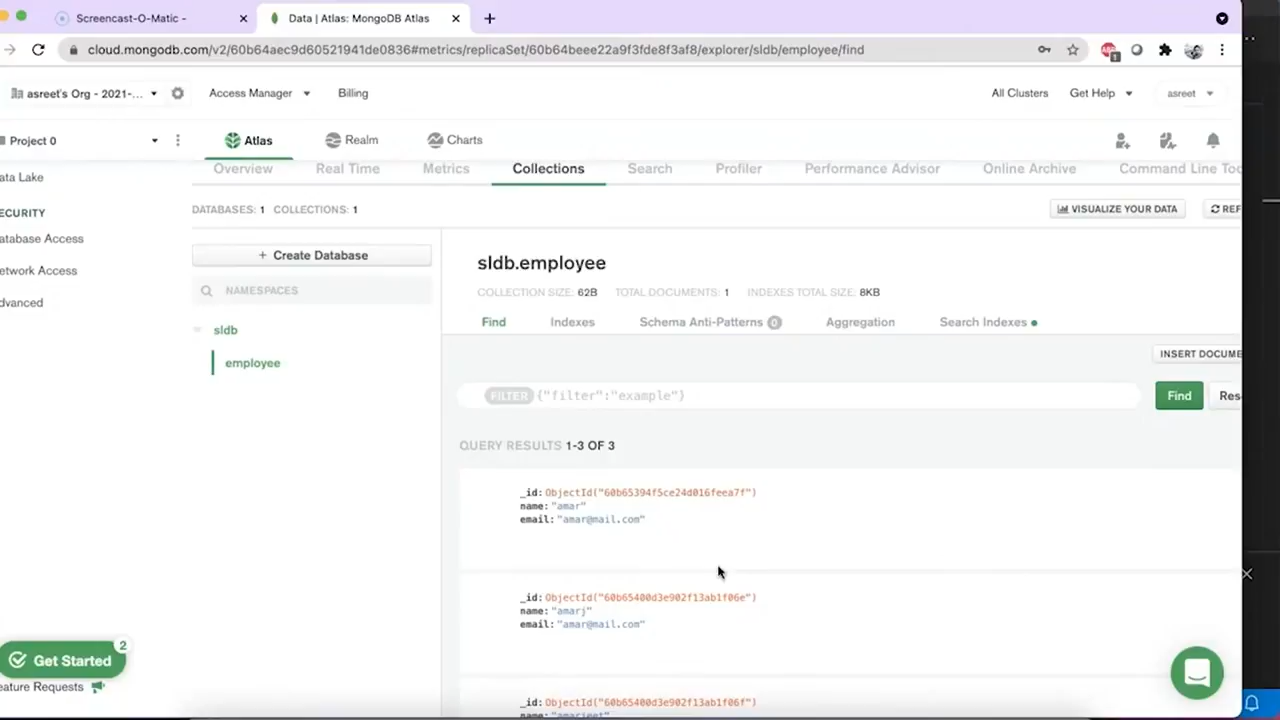 Screencast-O-Matic -
Data | Atlas: MongoDB Atlas
cloud.mongodb.com/v2/60b64aec9d60521941de0836#metrics/replicaSet/60b64beee22a9f3fde8f3af8/explorer/sldb/employee/find
1
asreet's Org - 2021-...
Access Manager
Billing
All Clusters
Get Help
asreet
Project 0
Atlas
Realm
Charts
Overview
Real Time
Metrics
Collections
Search
Profiler
Performance Advisor
Online Archive
Command Line Too
ata Lake
ECURITY
atabase Access
etwork Access
dvanced
DATABASES: 1 COLLECTIONS: 1
VISUALIZE YOUR DATA
REF
+ Create Database
NAMESPACES
sldb
employee
sldb.employee
COLLECTION SIZE: 62B TOTAL DOCUMENTS: 1 INDEXES TOTAL SIZE: 8KB
Find
Indexes
Schema Anti-Patterns 0
Aggregation
Search Indexes
INSERT DOCUME
FILTER {"filter":"example"}
Find
Res
QUERY RESULTS 1-3 OF 3
_id: ObjectId("60b65394f5ce24d016feea7f")
name: "amar"
email: "amar@mail.com"
_id: ObjectId("60b65400d3e902f13ab1f06e")
name: "amarj"
email: "amar@mail.com"
_id: ObjectId("60b65400d3e902f13ab1f06f")
name: "amarjeet"
Get Started
2
eature Requests